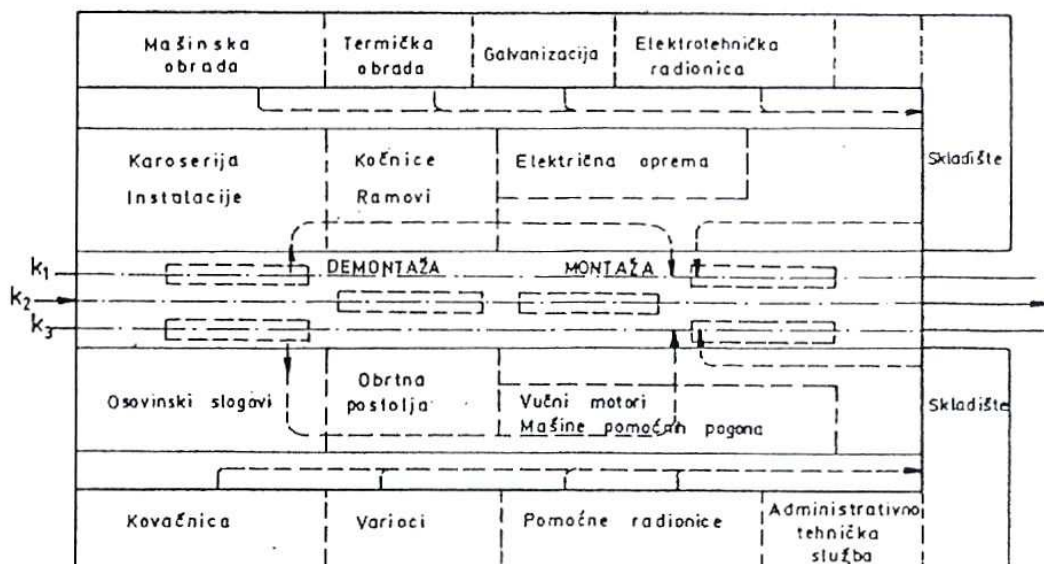 Mašinska
obrada
Termička
obrada
Galvanizacija
Elektrotehnička
radionica
Karoserija
Instalacije
Kočnice
Ramovi
Električna oprema
Skladište
k1
DEMONTAŽA
MONTAŽA
k2
k3
Osovinski slogavi
Obrtna
postolja
Vučni motori
Mašine pomoćnih pogona
Skladište
Kovačnica
Varioci
Pomoćne radionice
Administrativno
tehnička
služba